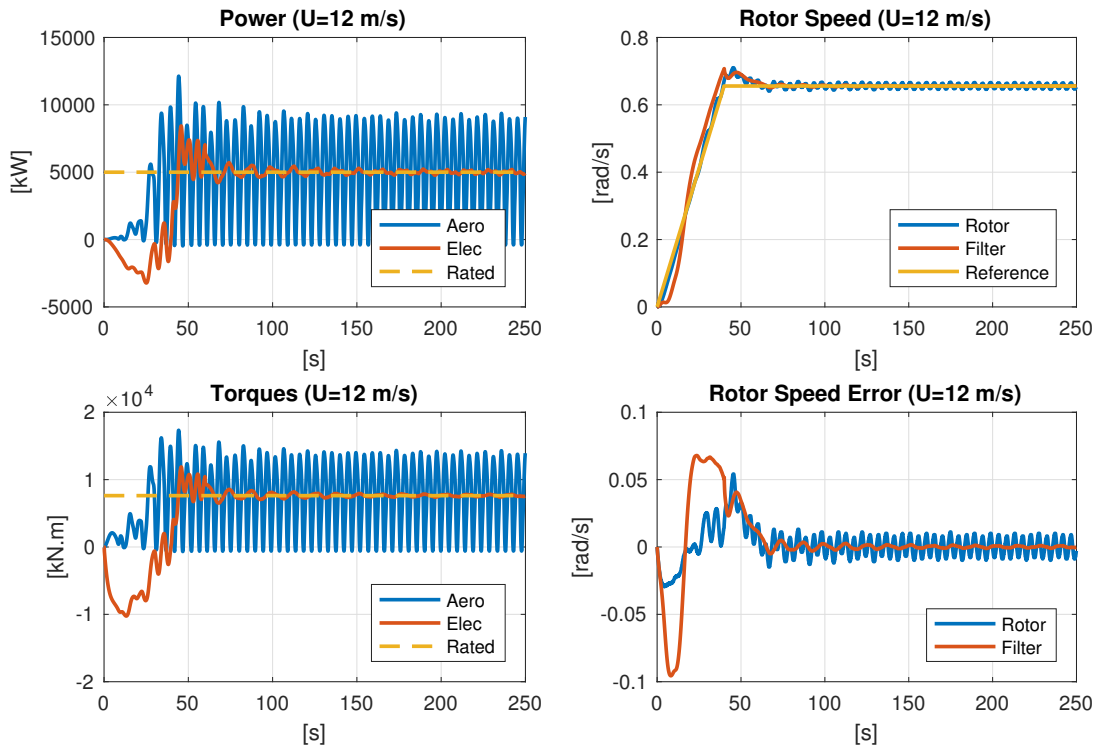 Power (U=12 m/s)
15000
10000
5000
0
-5000
[kW]
0 50 100 150 200 250
[s]
Aero
Elec
Rated
Rotor Speed (U=12 m/s)
0.8
0.6
0.4
0.2
0
[rad/s]
0 50 100 150 200 250
[s]
Rotor
Filter
Reference
Torques (U=12 m/s)
×10^4
2
1
0
-1
-2
[kN.m]
0 50 100 150 200 250
[s]
Aero
Elec
Rated
Rotor Speed Error (U=12 m/s)
0.1
0.05
0
-0.05
-0.1
[rad/s]
0 50 100 150 200 250
[s]
Rotor
Filter